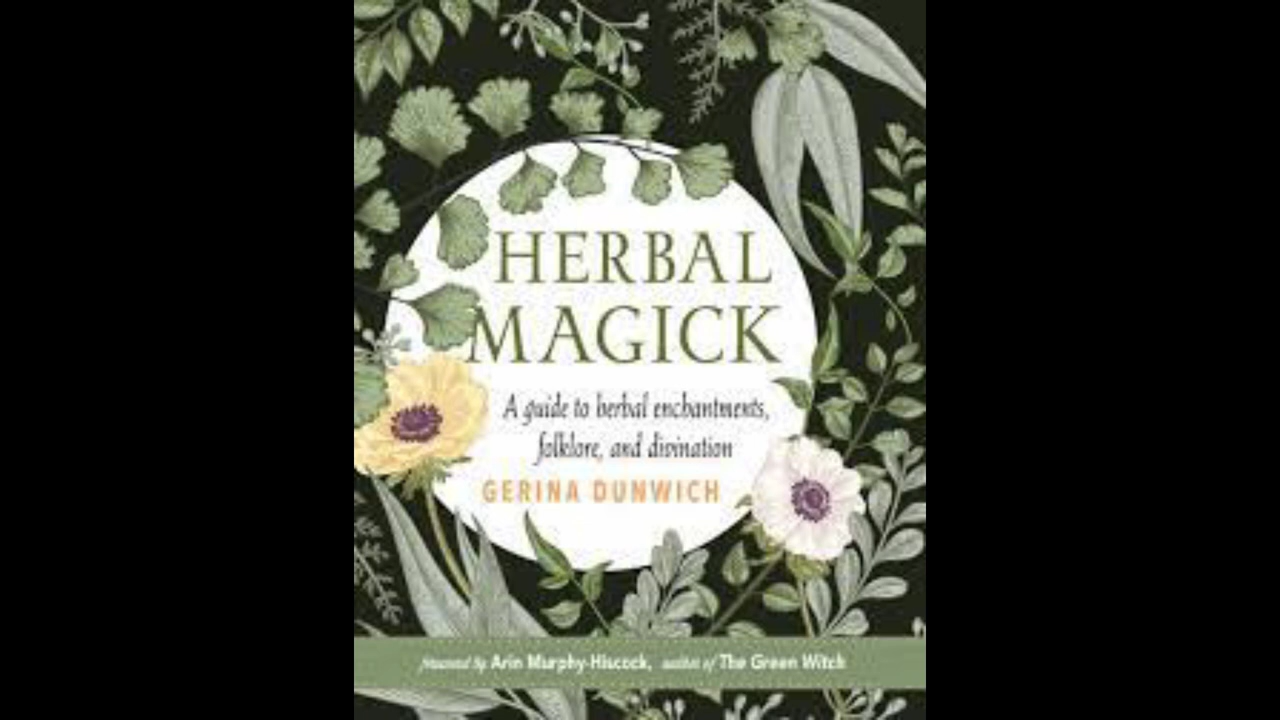 HERBAL
MAGICK
A guide to herbal enchantments,
folklore, and divination
GERINA DUNWICH
foreword by Arin Murphy-Hiscock, author of The Green Witch